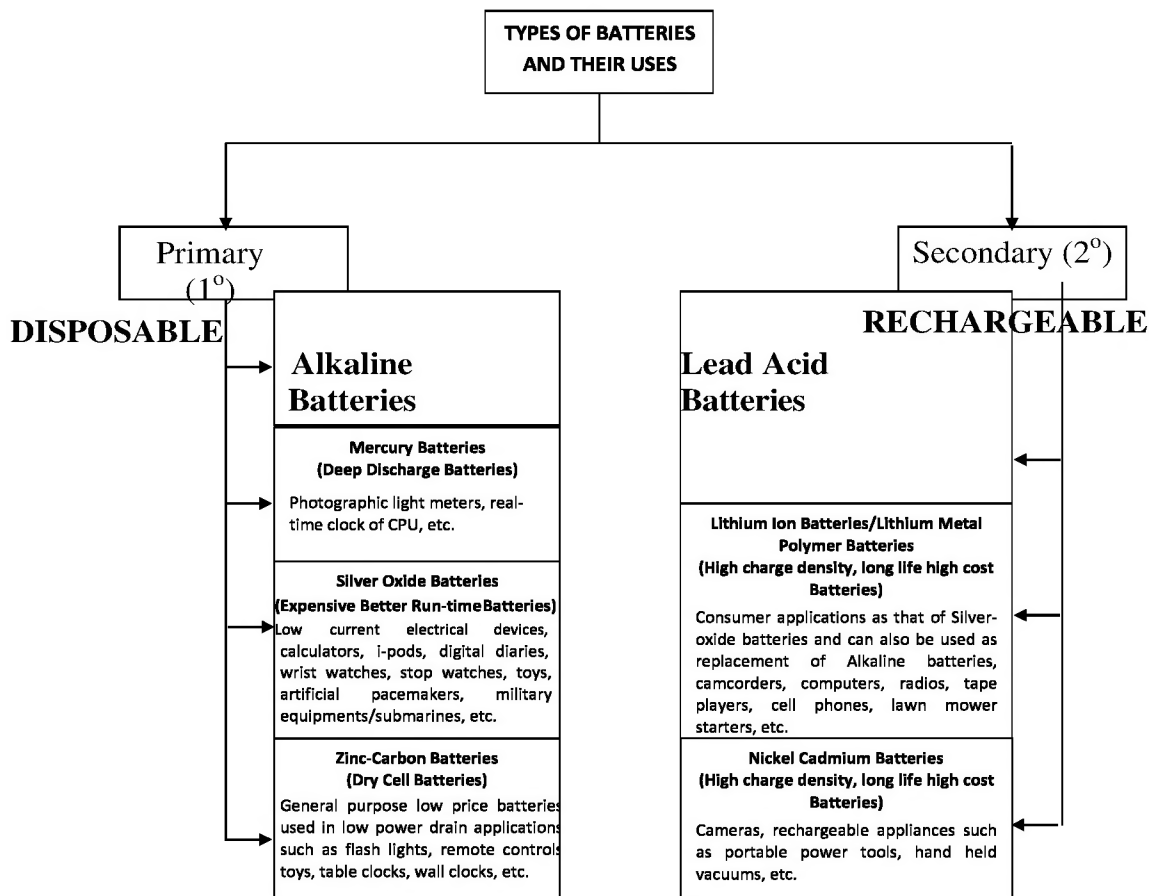 TYPES OF BATTERIES
AND THEIR USES
Primary
(1°)
DISPOSABLE
Alkaline
Batteries
Mercury Batteries
(Deep Discharge Batteries)
Photographic light meters, real-
time clock of CPU, etc.
Silver Oxide Batteries
(Expensive Better Run-time Batteries)
Low current electrical devices,
calculators, i-pods, digital diaries,
wrist watches, stop watches, toys,
artificial pacemakers, military
equipments/submarines, etc.
Zinc-Carbon Batteries
(Dry Cell Batteries)
General purpose low price batteries
used in low power drain applications
such as flash lights, remote controls
toys, table clocks, wall clocks, etc.
Secondary (2°)
RECHARGEABLE
Lead Acid
Batteries
Lithium Ion Batteries/Lithium Metal
Polymer Batteries
(High charge density, long life high cost
Batteries)
Consumer applications as that of Silver-
oxide batteries and can also be used as
replacement of Alkaline batteries,
camcorders, computers, radios, tape
players, cell phones, lawn mower
starters, etc.
Nickel Cadmium Batteries
(High charge density, long life high cost
Batteries)
Cameras, rechargeable appliances such
as portable power tools, hand held
vacuums, etc.